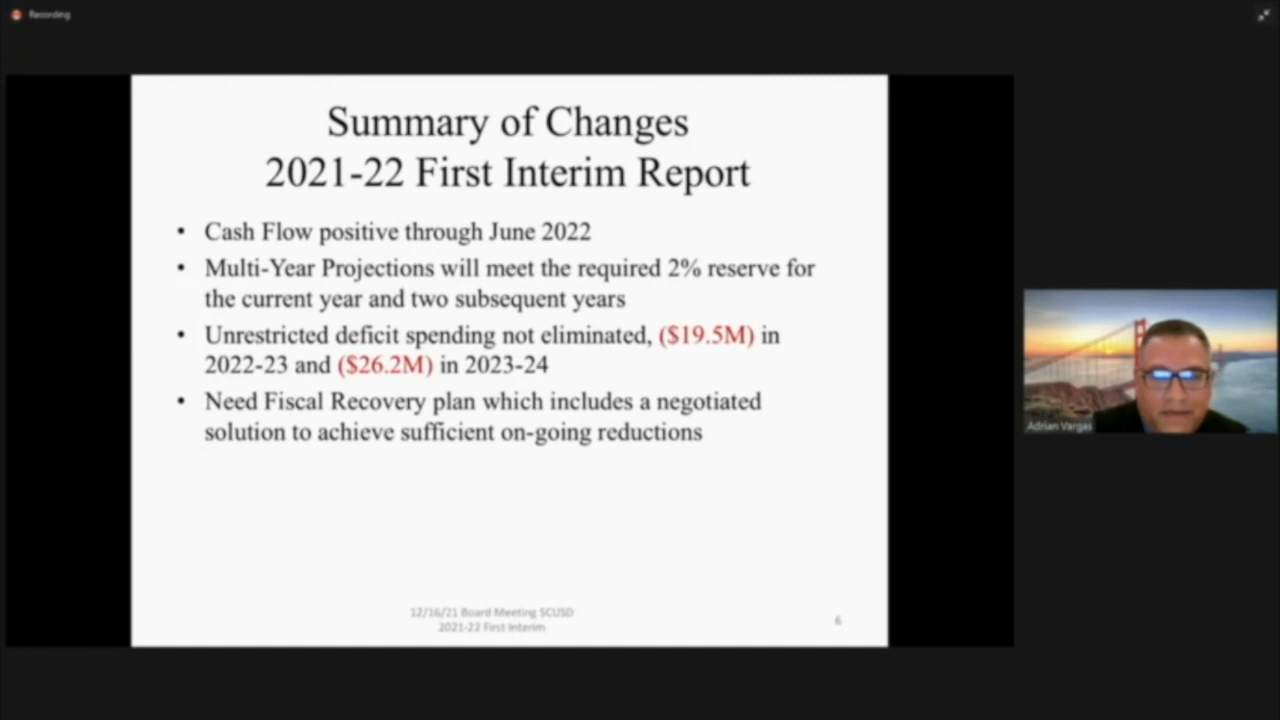 Recording
Summary of Changes
2021-22 First Interim Report
• Cash Flow positive through June 2022
• Multi-Year Projections will meet the required 2% reserve for
the current year and two subsequent years
• Unrestricted deficit spending not eliminated, ($19.5M) in
2022-23 and ($26.2M) in 2023-24
• Need Fiscal Recovery plan which includes a negotiated
solution to achieve sufficient on-going reductions
12/16/21 Board Meeting SCUSD
2021-22 First Interim
6
Adrian Vargas